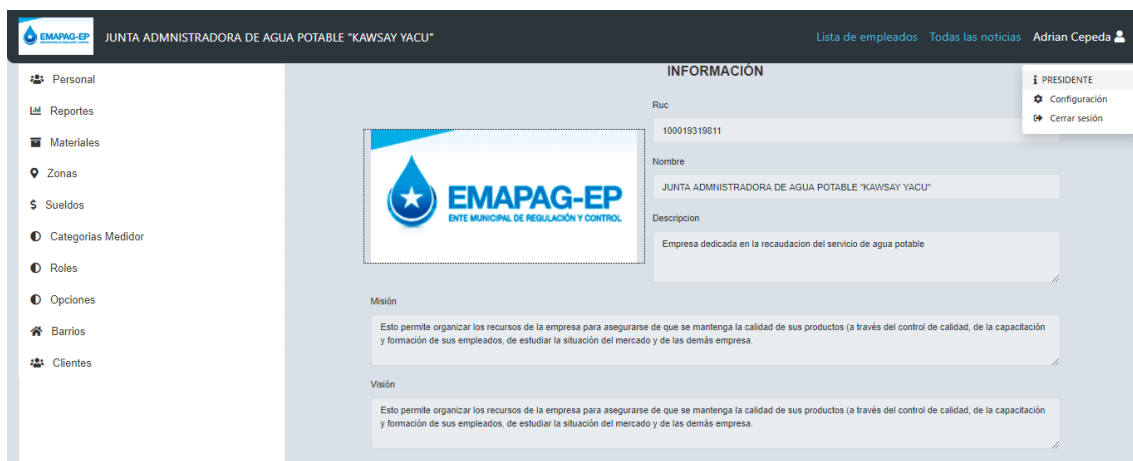 EMAPAG-EP
JUNTA ADMNISTRADORA DE AGUA POTABLE "KAWSAY YACU"
Lista de empleados Todas las noticias Adrian Cepeda
PRESIDENTE
Configuración
Cerrar sesión
Personal
Reportes
Materiales
Zonas
$ Sueldos
Categorias Medidor
Roles
Opciones
Barrios
Clientes
INFORMACIÓN
EMAPAG-EP
ENTE MUNICIPAL DE REGULACIÓN Y CONTROL
Ruc
100019319811
Nombre
JUNTA ADMNISTRADORA DE AGUA POTABLE "KAWSAY YACU"
Descripcion
Empresa dedicada en la recaudacion del servicio de agua potable
Misión
Esto permite organizar los recursos de la empresa para asegurarse de que se mantenga la calidad de sus productos (a través del control de calidad, de la capacitación
y formación de sus empleados, de estudiar la situación del mercado y de las demás empresa.
Visión
Esto permite organizar los recursos de la empresa para asegurarse de que se mantenga la calidad de sus productos (a través del control de calidad, de la capacitación
y formación de sus empleados, de estudiar la situación del mercado y de las demás empresa.